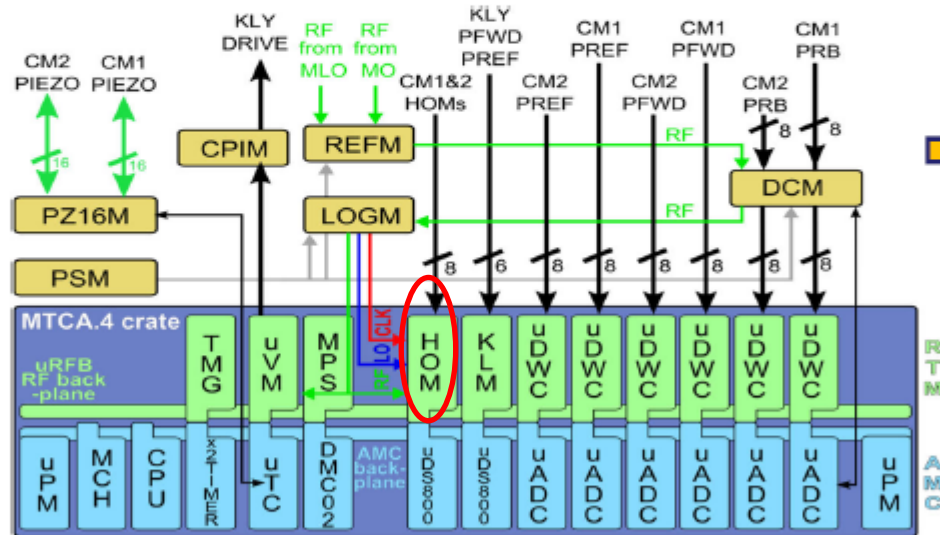 KLY
DRIVE
RF
from
MLO
RF
from
MO
KLY
PFWD
PREF
CM1
PREF
CM1
PFWD
CM1
PRB
CM2
PIEZO
CM1
PIEZO
CM1&2
HOMs
CM2
PREF
CM2
PFWD
CM2
PRB
16
16
CPIM
REFM
RF
8
8
DCM
PZ16M
LOGM
RF
PSM
8
6
8
8
8
8
8
8
MTCA.4 crate
uRFB
RF back
-plane
TMG
uVM
MPS
RF
LO
CLK
HOM
KLM
uDWC
uDWC
uDWC
uDWC
uDWC
uDWC
R
T
M
uPM
MCH
CPU
x2TIMER
uTC
DMC02
AMC
back-
plane
uDS800
uDS800
uADC
uADC
uADC
uADC
uADC
uADC
uPM
A
M
C